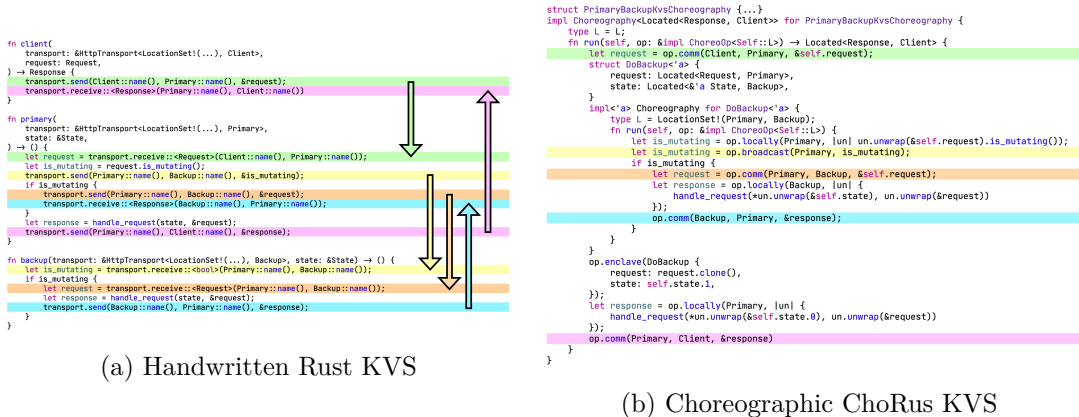 fn client(
    transport: &HttpTransport<LocationSet!(...), Client>,
    request: Request,
) -> Response {
    transport.send(Client::name(), Primary::name(), &request);
    transport.receive::<Response>(Primary::name(), Client::name())
}
fn primary(
    transport: &HttpTransport<LocationSet!(...), Primary>,
    state: &State,
) -> () {
    let request = transport.receive::<Request>(Client::name(), Primary::name());
    let is_mutating = request.is_mutating();
    transport.send(Primary::name(), Backup::name(), &is_mutating);
    if is_mutating {
        transport.send(Primary::name(), Backup::name(), &request);
        transport.receive::<Response>(Backup::name(), Primary::name());
    }
    let response = handle_request(state, &request);
    transport.send(Primary::name(), Client::name(), &response);
}
fn backup(transport: &HttpTransport<LocationSet!(...), Backup>, state: &State) -> () {
    let is_mutating = transport.receive::<bool>(Primary::name(), Backup::name());
    if is_mutating {
        let request = transport.receive::<Request>(Primary::name(), Backup::name());
        let response = handle_request(state, &request);
        transport.send(Backup::name(), Primary::name(), &response);
    }
}
(a) Handwritten Rust KVS
struct PrimaryBackupKvsChoreography {...}
impl Choreography<Located<Response, Client>> for PrimaryBackupKvsChoreography {
    type L = L;
    fn run(self, op: &impl ChoreoOp<Self::L>) -> Located<Response, Client> {
        let request = op.comm(Client, Primary, &self.request);
        struct DoBackup<'a> {
            request: Located<Request, Primary>,
            state: Located<&'a State, Backup>,
        }
        impl<'a> Choreography for DoBackup<'a> {
            type L = LocationSet!(Primary, Backup);
            fn run(self, op: &impl ChoreoOp<Self::L>) {
                let is_mutating = op.locally(Primary, |un| un.unwrap(&self.request).is_mutating());
                let is_mutating = op.broadcast(Primary, is_mutating);
                if is_mutating {
                    let request = op.comm(Primary, Backup, &self.request);
                    let response = op.locally(Backup, |un| {
                        handle_request(*un.unwrap(&self.state), un.unwrap(&request))
                    });
                    op.comm(Backup, Primary, &response);
                }
            }
        }
        op.enclave(DoBackup {
            request: request.clone(),
            state: self.state.1,
        });
        let response = op.locally(Primary, |un| {
            handle_request(*un.unwrap(&self.state.0), un.unwrap(&request))
        });
        op.comm(Primary, Client, &response)
    }
}
(b) Choreographic ChoRus KVS